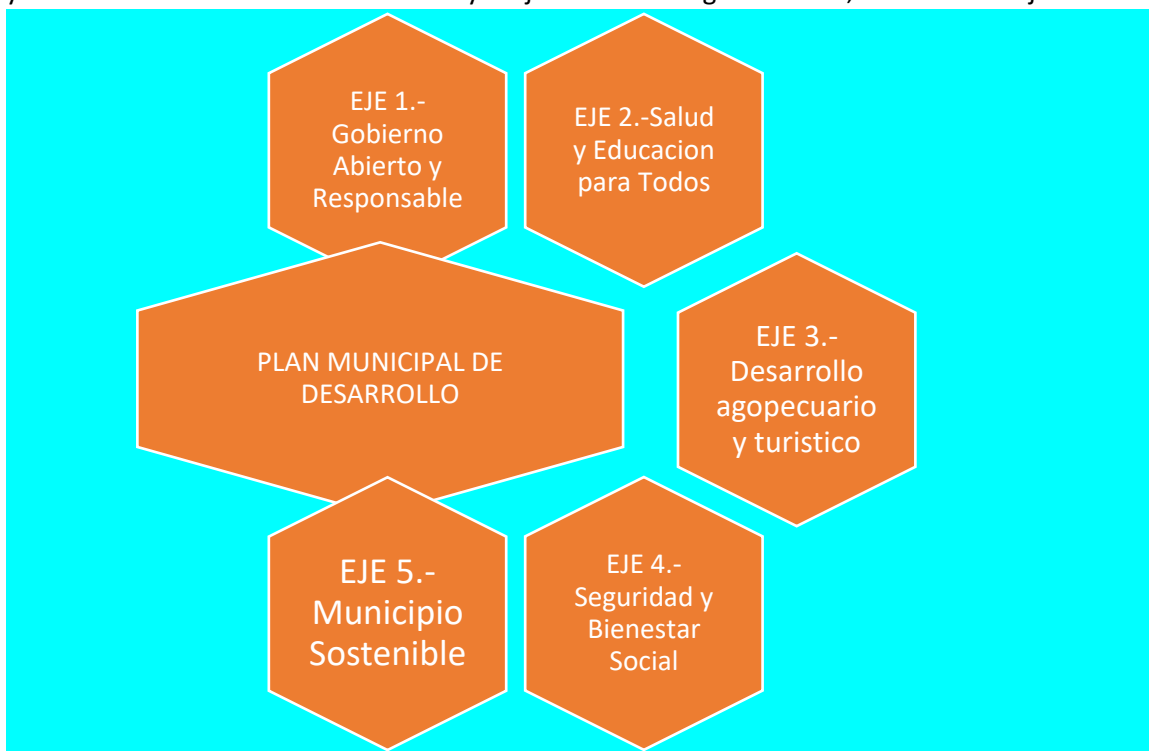 EJE 1.-
Gobierno
Abierto y
Responsable
EJE 2.-Salud
y Educacion
para Todos
PLAN MUNICIPAL DE
DESARROLLO
EJE 3.-
Desarrollo
agopecuario
y turistico
EJE 5.-
Municipio
Sostenible
EJE 4.-
Seguridad y
Bienestar
Social